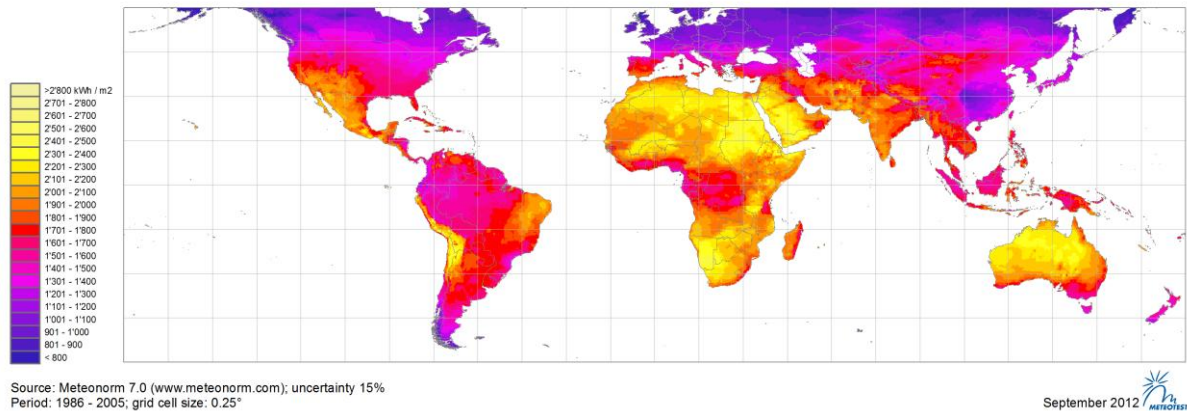 >2'800 kWh / m2
2'701 - 2'800
2'601 - 2'700
2'501 - 2'600
2'401 - 2'500
2'301 - 2'400
2'201 - 2'300
2'101 - 2'200
2'001 - 2'100
1'901 - 2'000
1'801 - 1'900
1'701 - 1'800
1'601 - 1'700
1'501 - 1'600
1'401 - 1'500
1'301 - 1'400
1'201 - 1'300
1'101 - 1'200
1'001 - 1'100
901 - 1'000
801 - 900
< 800
Source: Meteonorm 7.0 (www.meteonorm.com); uncertainty 15%
Period: 1986 - 2005; grid cell size: 0.25°
September 2012
METEOTEST